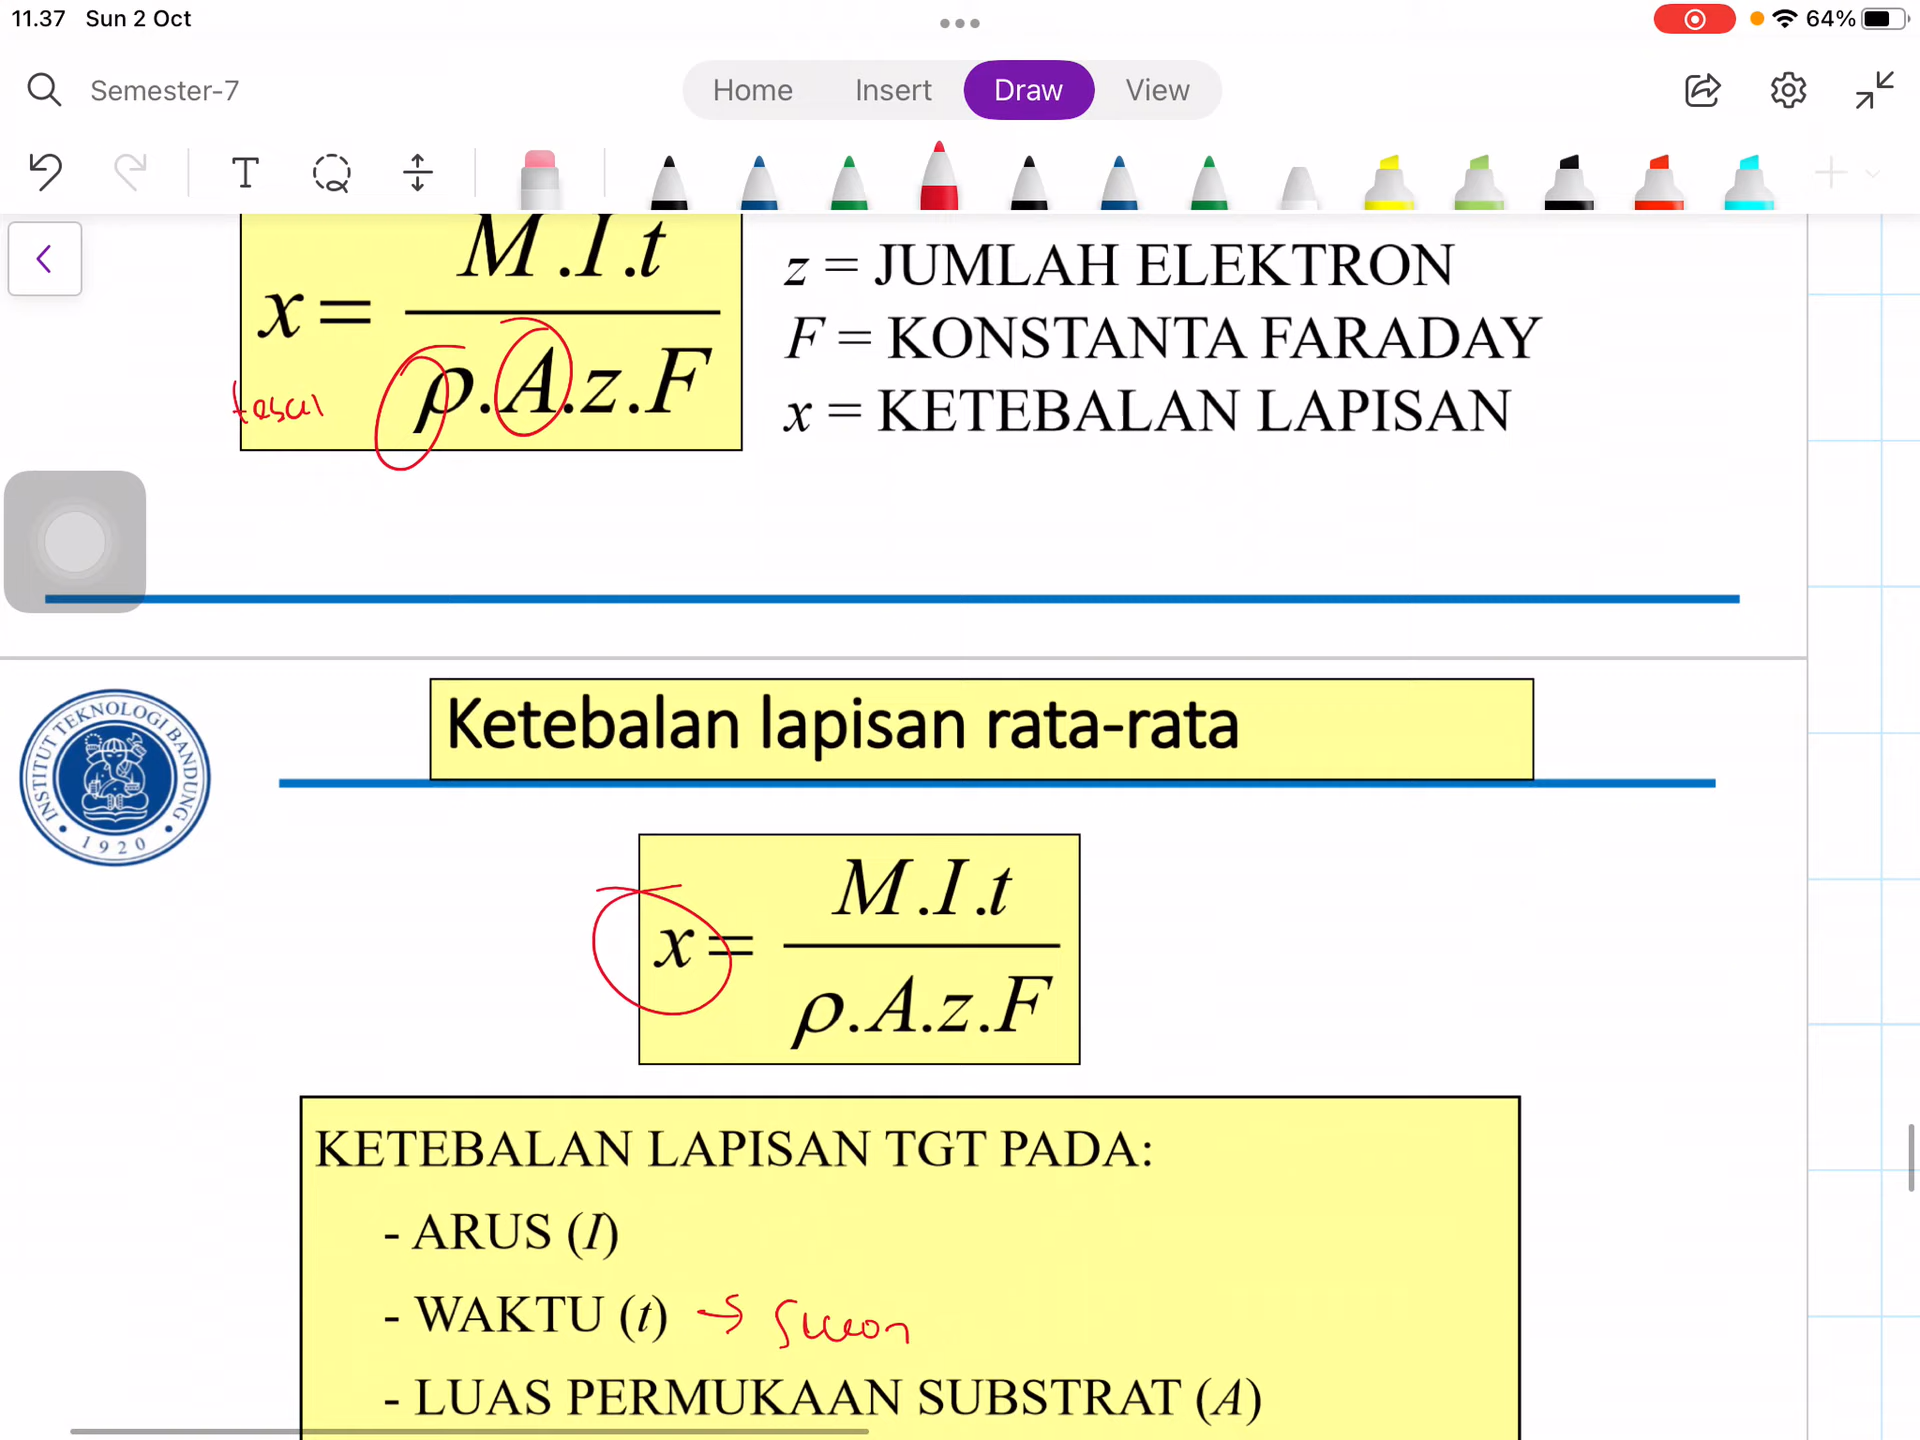 11.37 Sun 2 Oct
64%
Semester-7
Home Insert Draw View
T
x = M.I.t / ρ.A.z.F
z = JUMLAH ELEKTRON
F = KONSTANTA FARADAY
x = KETEBALAN LAPISAN
INSTITUT TEKNOLOGI BANDUNG
1920
Ketebalan lapisan rata-rata
x = M.I.t / ρ.A.z.F
KETEBALAN LAPISAN TGT PADA:
- ARUS (I)
- WAKTU (t) →
- LUAS PERMUKAAN SUBSTRAT (A)